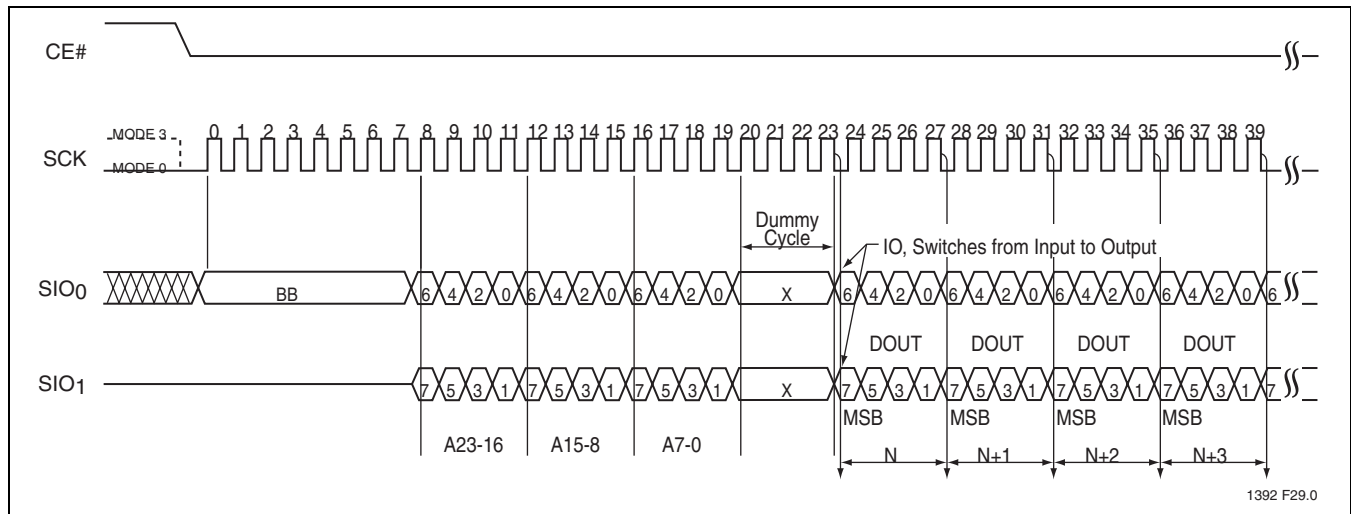 CE#
MODE 3
0 1 2 3 4 5 6 7 8 9 10 11 12 13 14 15 16 17 18 19 20 21 22 23 24 25 26 27 28 29 30 31 32 33 34 35 36 37 38 39
SCK
MODE 0
Dummy
Cycle
IO, Switches from Input to Output
SIO0 BB 6 4 2 0 6 4 2 0 6 4 2 0 X 6 4 2 0 6 4 2 0 6 4 2 0 6 4 2 0 6
DOUT DOUT DOUT DOUT
SIO1 7 5 3 1 7 5 3 1 7 5 3 1 X 7 5 3 1 7 5 3 1 7 5 3 1 7 5 3 1 7
MSB MSB MSB MSB
A23-16 A15-8 A7-0
N N+1 N+2 N+3
1392 F29.0